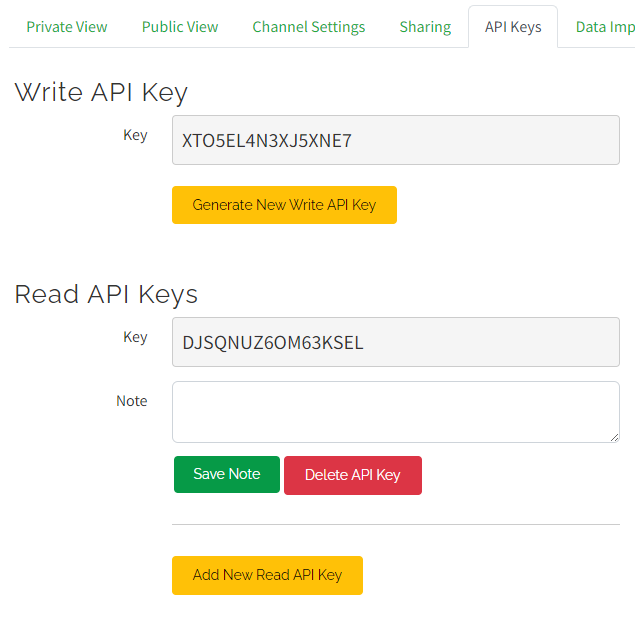 Private View Public View Channel Settings Sharing API Keys Data Imp
Write API Key
Key XTO5EL4N3XJ5XNE7
Generate New Write API Key
Read API Keys
Key DJSQNUZ6OM63KSEL
Note
Save Note Delete API Key
Add New Read API Key